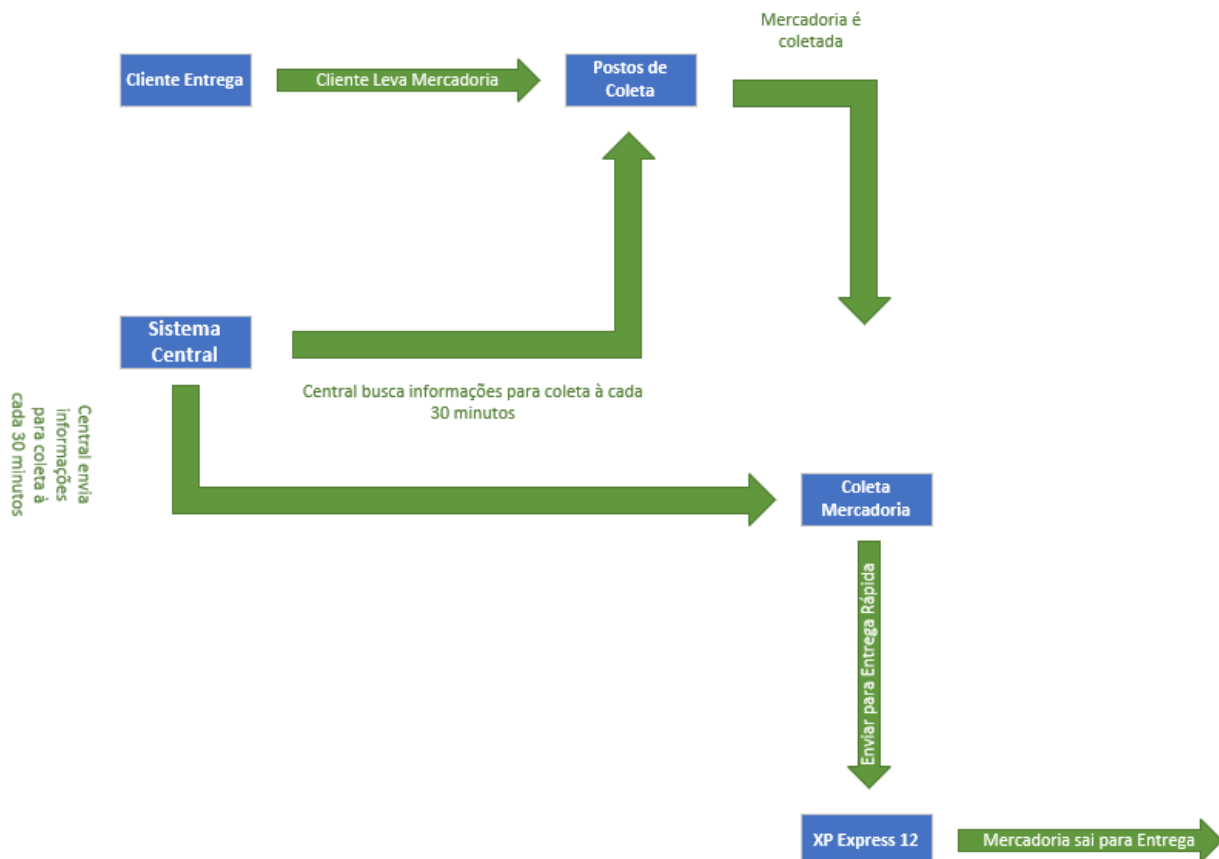 Mercadoria é
coletada
Cliente Entrega
Cliente Leva Mercadoria
Postos de
Coleta
Sistema
Central
Central busca informações para coleta à cada
30 minutos
Central envia
informações
para coleta à
cada 30 minutos
Coleta
Mercadoria
Enviar para Entrega Rápida
XP Express 12
Mercadoria sai para Entrega